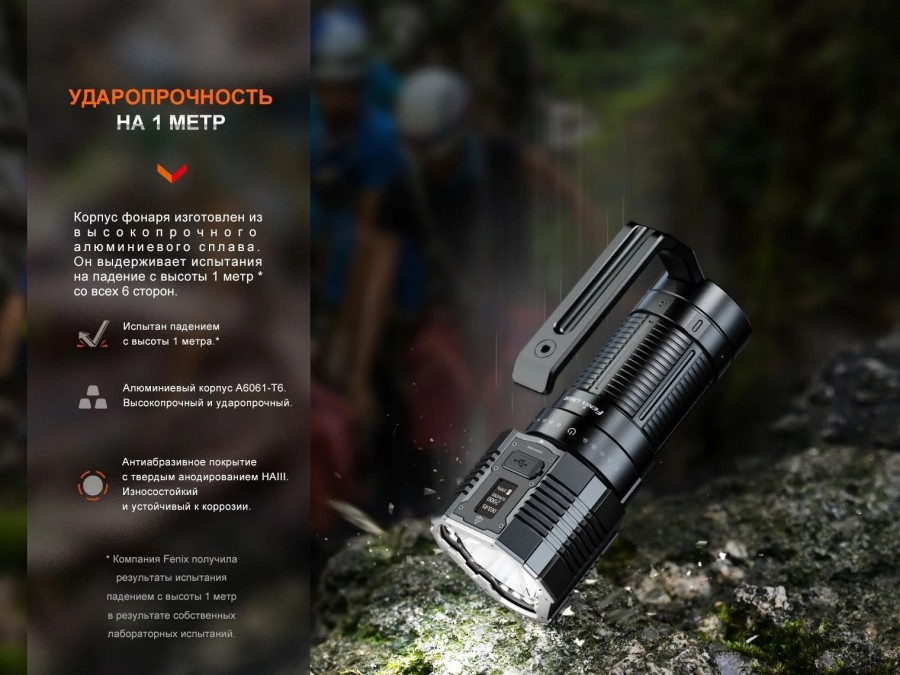 УДАРОПРОЧНОСТЬ
НА 1 МЕТР
Корпус фонаря изготовлен из
высокопрочного
алюминиевого сплава.
Он выдерживает испытания
на падение с высоты 1 метр *
со всех 6 сторон.
Испытан падением
с высоты 1 метра.*
Алюминиевый корпус A6061-T6.
Высокопрочный и ударопрочный.
Антиабразивное покрытие
с твердым анодированием HAIII.
Износостойкий
и устойчивый к коррозии.
* Компания Fenix получила
результаты испытания
падением с высоты 1 метр
в результате собственных
лабораторных испытаний.
Fenix